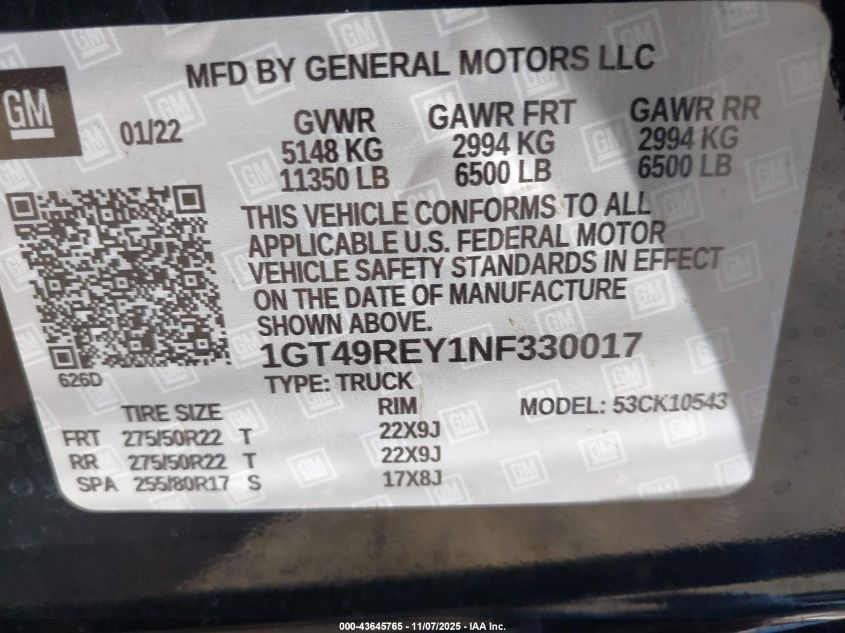 MFD BY GENERAL MOTORS LLC
GM
01/22
GVWR
5148 KG
11350 LB
GAWR FRT
2994 KG
6500 LB
GAWR RR
2994 KG
6500 LB
THIS VEHICLE CONFORMS TO ALL
APPLICABLE U.S. FEDERAL MOTOR
VEHICLE SAFETY STANDARDS IN EFFECT
ON THE DATE OF MANUFACTURE
SHOWN ABOVE.
1GT49REY1NF330017
626D
TYPE: TRUCK
TIRE SIZE RIM MODEL: 53CK10543
FRT 275/50R22 T 22X9J
RR 275/50R22 T 22X9J
SPA 255/80R17 S 17X8J
000-43645765 - 11/07/2025 - IAA Inc.